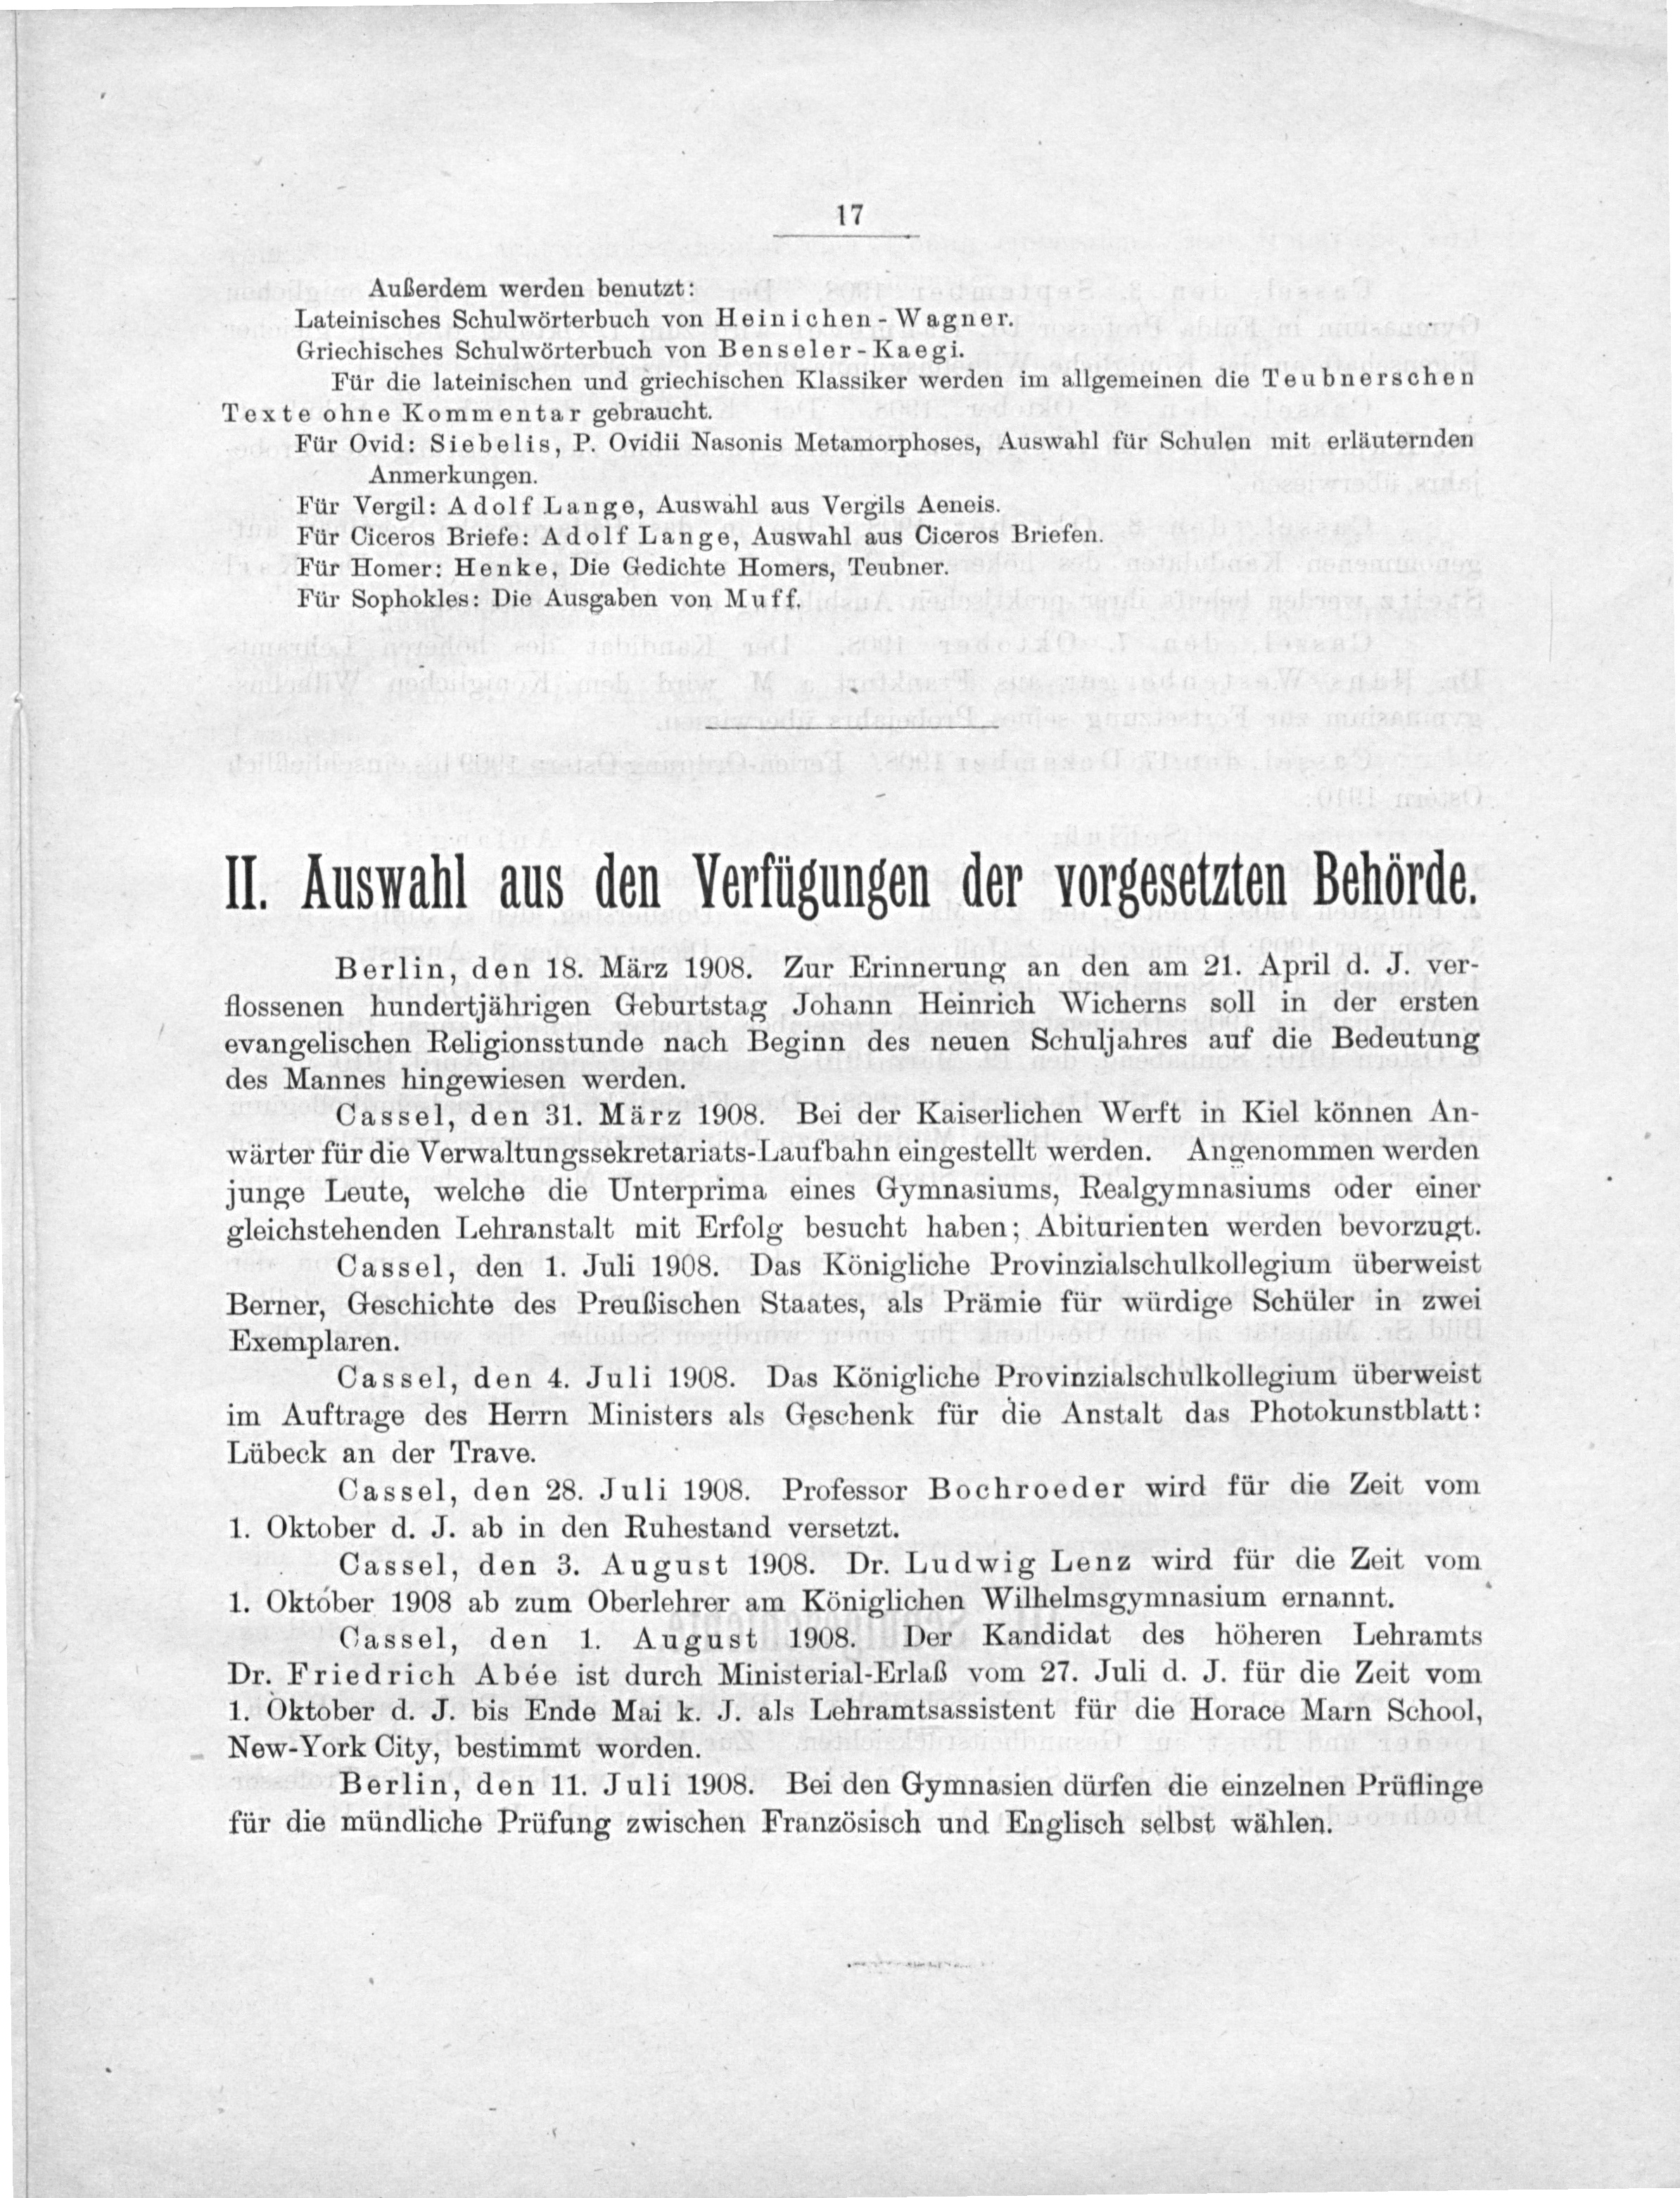 17
Außerdem werden benutzt:
Lateinisches Schulwörterbuch von Heinichen-Wagner.
Griechisches Schulwörterbuch von Benseler-Kaegi.
Für die lateinischen und griechischen Klassiker werden im allgemeinen die Teubnerschen
Texte ohne Kommentar gebraucht.
Für Ovid: Siebelis, P. Ovidii Nasonis Metamorphoses, Auswahl für Schulen mit erläuternden
Anmerkungen.
Für Vergil: Adolf Lange, Auswahl aus Vergils Aeneis.
Für Ciceros Briefe: Adolf Lange, Auswahl aus Ciceros Briefen.
Für Homer: Henke, Die Gedichte Homers, Teubner.
Für Sophokles: Die Ausgaben von Muff.
II. Auswahl aus den Verfügungen der vorgesetzten Behörde.
Berlin, den 18. März 1908. Zur Erinnerung an den am 21. April d. J. ver-
flossenen hundertjährigen Geburtstag Johann Heinrich Wicherns soll in der ersten
evangelischen Religionsstunde nach Beginn des neuen Schuljahres auf die Bedeutung
des Mannes hingewiesen werden.
Cassel, den 31. März 1908. Bei der Kaiserlichen Werft in Kiel können An-
wärter für die Verwaltungssekretariats-Laufbahn eingestellt werden. Angenommen werden
junge Leute, welche die Unterprima eines Gymnasiums, Realgymnasiums oder einer
gleichstehenden Lehranstalt mit Erfolg besucht haben; Abiturienten werden bevorzugt.
Cassel, den 1. Juli 1908. Das Königliche Provinzialschulkollegium überweist
Berner, Geschichte des Preußischen Staates, als Prämie für würdige Schüler in zwei
Exemplaren.
Cassel, den 4. Juli 1908. Das Königliche Provinzialschulkollegium überweist
im Auftrage des Herrn Ministers als Geschenk für die Anstalt das Photokunstblatt:
Lübeck an der Trave.
Cassel, den 28. Juli 1908. Professor Bochroeder wird für die Zeit vom
1. Oktober d. J. ab in den Ruhestand versetzt.
Cassel, den 3. August 1908. Dr. Ludwig Lenz wird für die Zeit vom
1. Oktober 1908 ab zum Oberlehrer am Königlichen Wilhelmsgymnasium ernannt.
Cassel, den 1. August 1908. Der Kandidat des höheren Lehramts
Dr. Friedrich Abée ist durch Ministerial-Erlaß vom 27. Juli d. J. für die Zeit vom
1. Oktober d. J. bis Ende Mai k. J. als Lehramtsassistent für die Horace Marn School,
New-York City, bestimmt worden.
Berlin, den 11. Juli 1908. Bei den Gymnasien dürfen die einzelnen Prüflinge
für die mündliche Prüfung zwischen Französisch und Englisch selbst wählen.